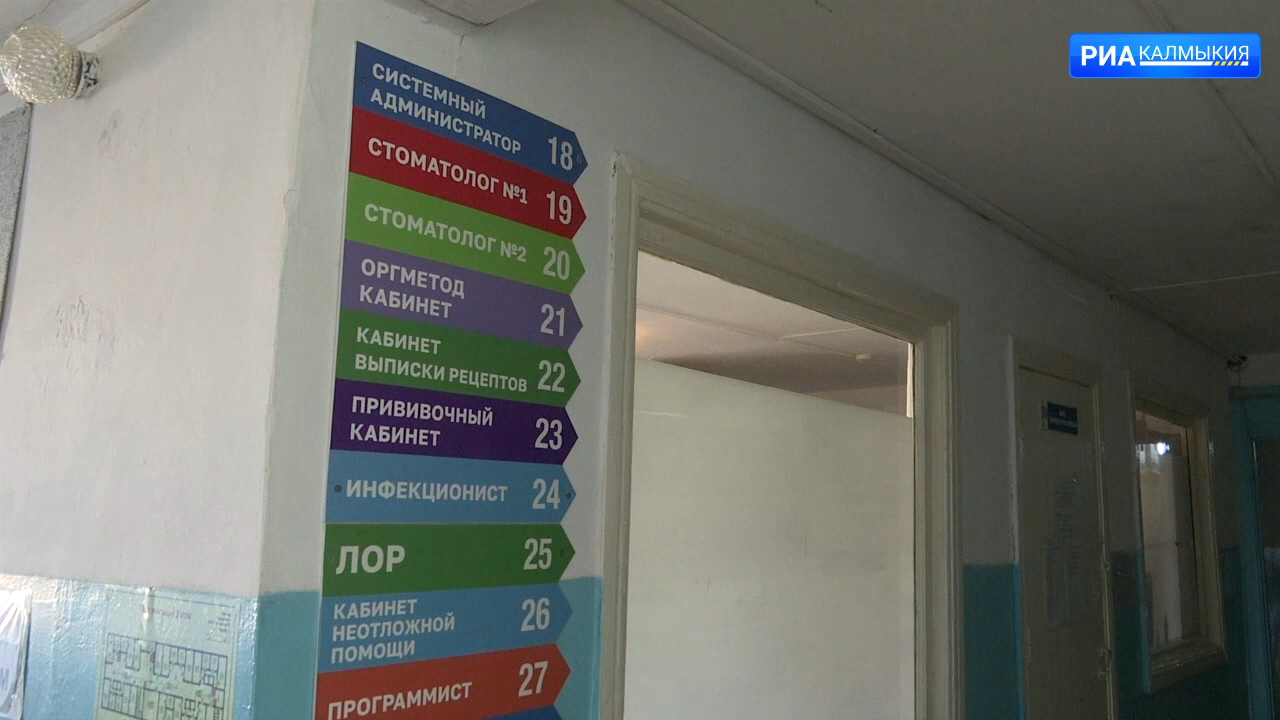 РИА КАЛМЫКИЯ
СИСТЕМНЫЙ
АДМИНИСТРАТОР 18
СТОМАТОЛОГ №1 19
СТОМАТОЛОГ №2 20
ОРГМЕТОД
КАБИНЕТ 21
КАБИНЕТ
ВЫПИСКИ РЕЦЕПТОВ 22
ПРИВИВОЧНЫЙ
КАБИНЕТ 23
ИНФЕКЦИОНИСТ 24
ЛОР 25
КАБИНЕТ
НЕОТЛОЖНОЙ 26
ПОМОЩИ
ПРОГРАММИСТ 27